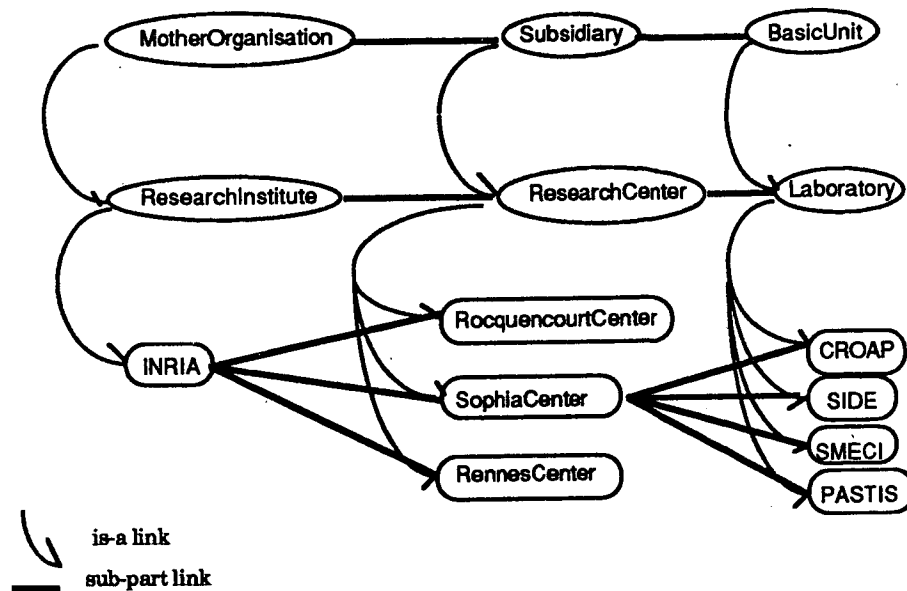 MotherOrganisation
Subsidiary
BasicUnit
ResearchInstitute
ResearchCenter
Laboratory
RocquencourtCenter
INRIA
CROAP
SophiaCenter
SIDE
SMECI
RennesCenter
PASTIS
is-a link
sub-part link